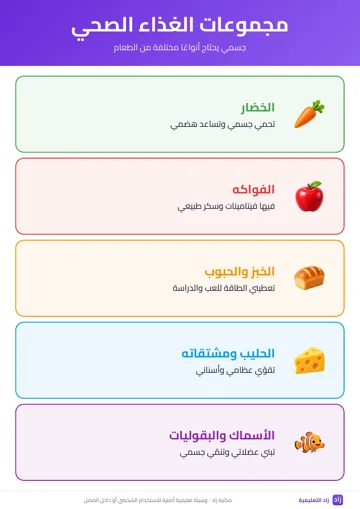 مجموعات الغذاء الصحي
جسمي يحتاج أنواعًا مختلفة من الطعام
الخضار
تحمي جسمي وتساعد هضمي
الفواكه
فيها فيتامينات وسكر طبيعي
الخبز والحبوب
تعطيني الطاقة للعب والدراسة
الحليب ومشتقاته
تقوّي عظامي وأسناني
الأسماك والبقوليات
تبني عضلاتي وتنمّي جسمي
زاد زاد التعليمية
مكتبة زاد · وسيلة تعليمية أصلية للاستخدام الشخصي أو داخل الفصل